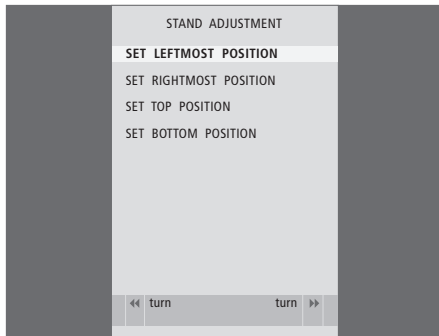 STAND ADJUSTMENT
SET LEFTMOST POSITION
SET RIGHTMOST POSITION
SET TOP POSITION
SET BOTTOM POSITION
turn turn